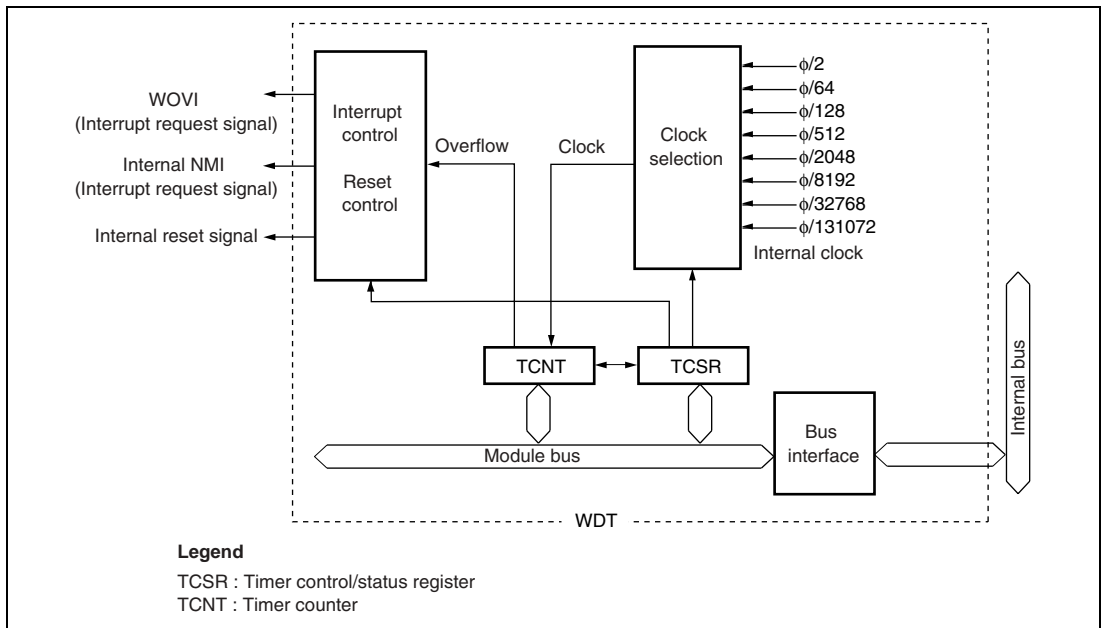 WOVI
(Interrupt request signal)
Internal NMI
(Interrupt request signal)
Internal reset signal
Interrupt
control
Reset
control
Overflow
Clock
Clock
selection
ϕ/2
ϕ/64
ϕ/128
ϕ/512
ϕ/2048
ϕ/8192
ϕ/32768
ϕ/131072
Internal clock
TCNT
TCSR
Module bus
Bus
interface
Internal bus
WDT
Legend
TCSR : Timer control/status register
TCNT : Timer counter